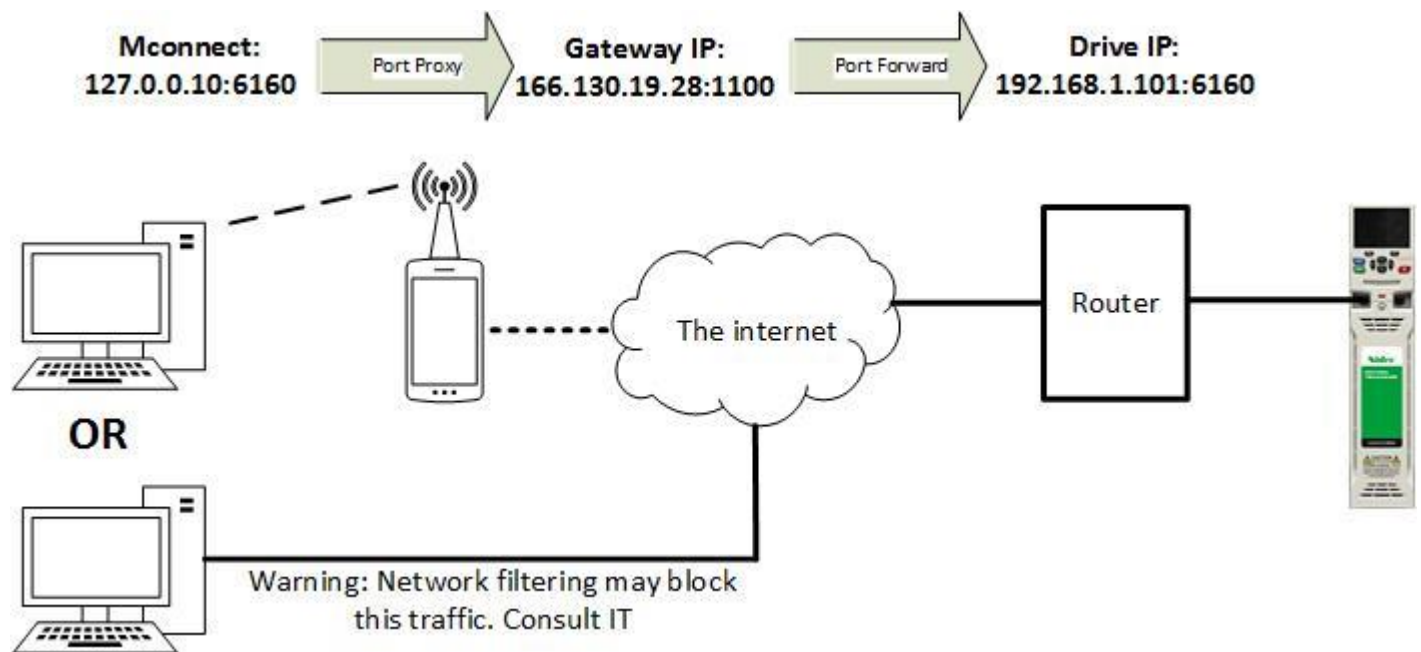 Mconnect:
127.0.0.10:6160
Port Proxy
Gateway IP:
166.130.19.28:1100
Port Forward
Drive IP:
192.168.1.101:6160
The internet
Router
OR
Warning: Network filtering may block
this traffic. Consult IT